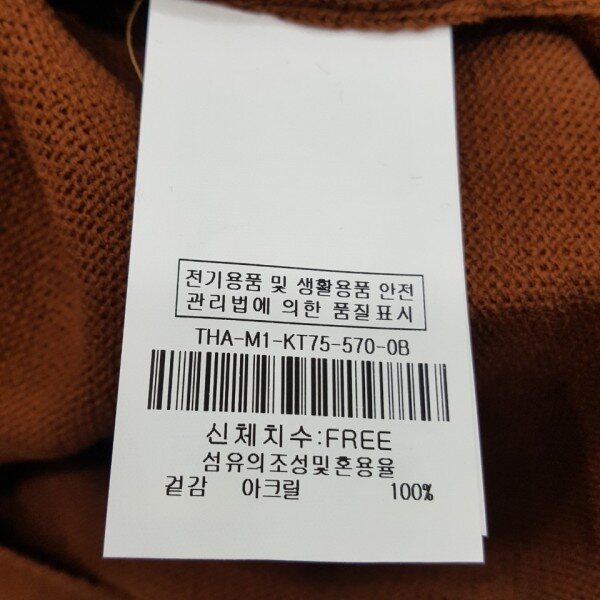 전기용품 및 생활용품 안전
관리법에 의한 품질표시
THA-M1-KT75-570-0B
신체치수:FREE
섬유의조성및혼용율
겉감 아크릴 100%